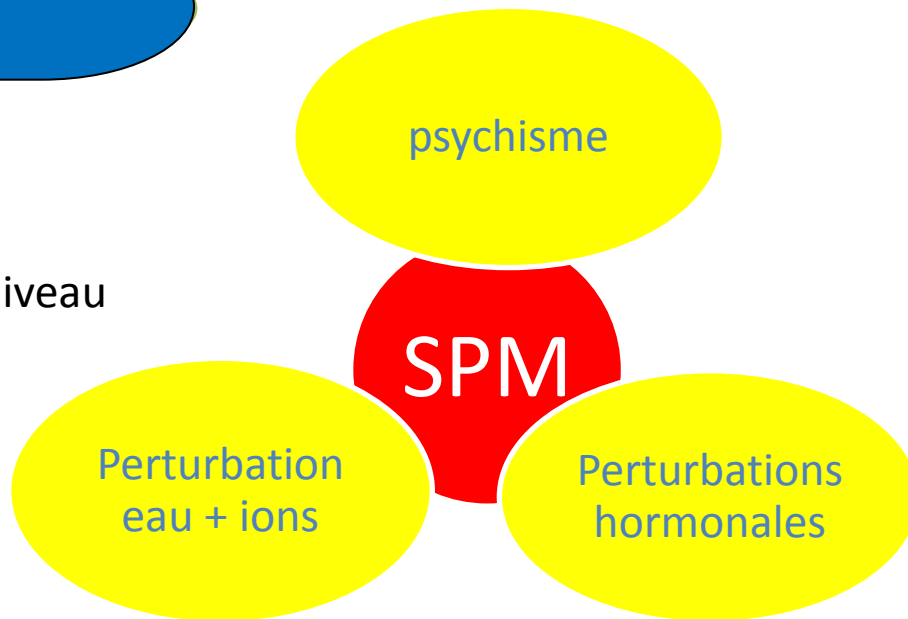 psychisme
iveau
SPM
Perturbation
eau + ions
Perturbations
hormonales